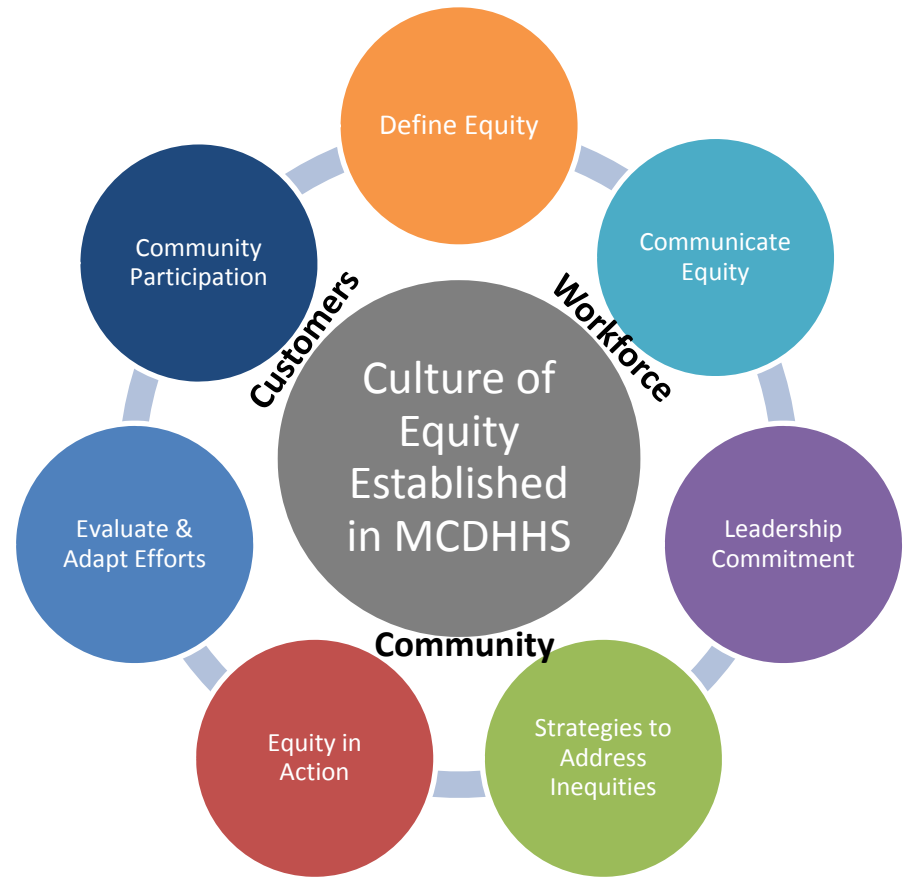 Define Equity
Communicate
Equity
Leadership
Commitment
Strategies to
Address
Inequities
Equity in
Action
Evaluate &
Adapt Efforts
Community
Participation
Customers
Workforce
Community
Culture of
Equity
Established
in MCDHHS